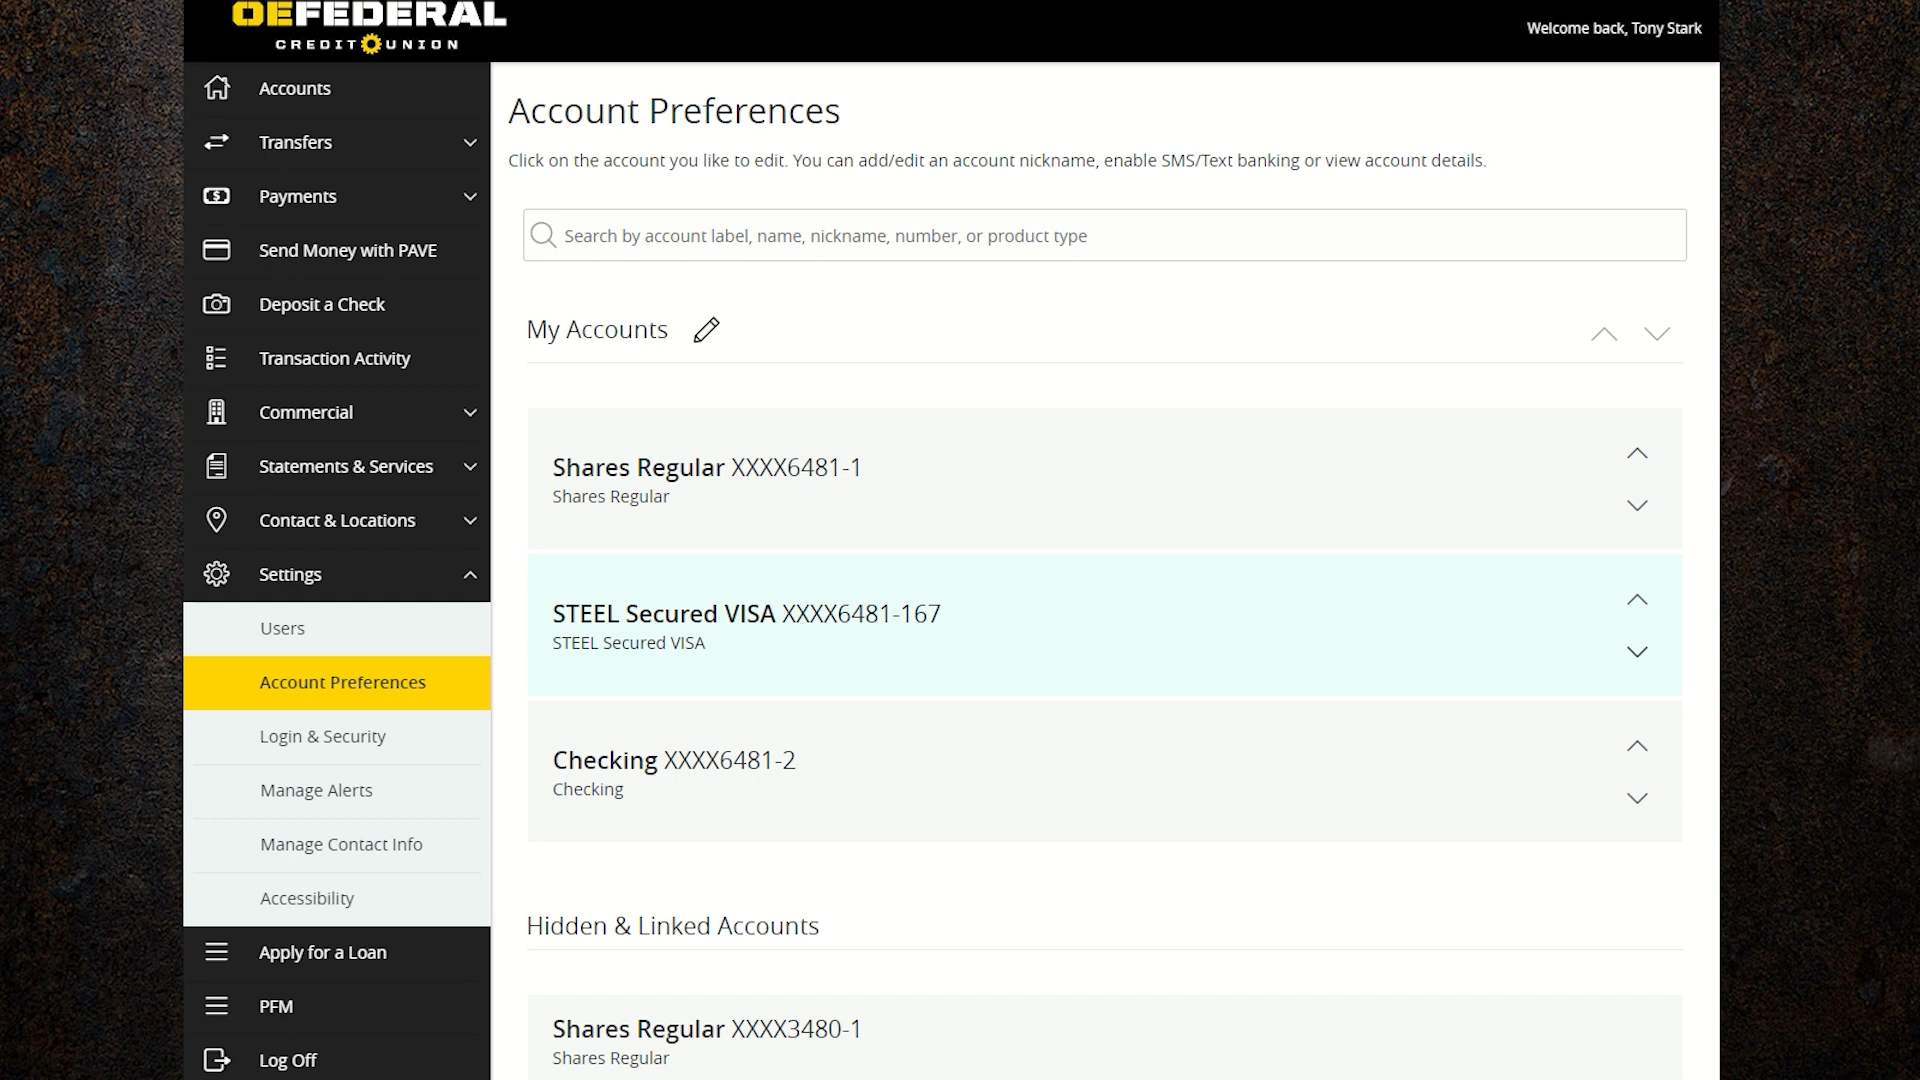 OEFEDERAL
CREDIT UNION
Welcome back, Tony Stark
Accounts
Transfers
Payments
Send Money with PAVE
Deposit a Check
Transaction Activity
Commercial
Statements & Services
Contact & Locations
Settings
Users
Account Preferences
Login & Security
Manage Alerts
Manage Contact Info
Accessibility
Apply for a Loan
PFM
Log Off
Account Preferences
Click on the account you like to edit. You can add/edit an account nickname, enable SMS/Text banking or view account details.
Search by account label, name, nickname, number, or product type
My Accounts
Shares Regular XXXX6481-1
Shares Regular
STEEL Secured VISA XXXX6481-167
STEEL Secured VISA
Checking XXXX6481-2
Checking
Hidden & Linked Accounts
Shares Regular XXXX3480-1
Shares Regular